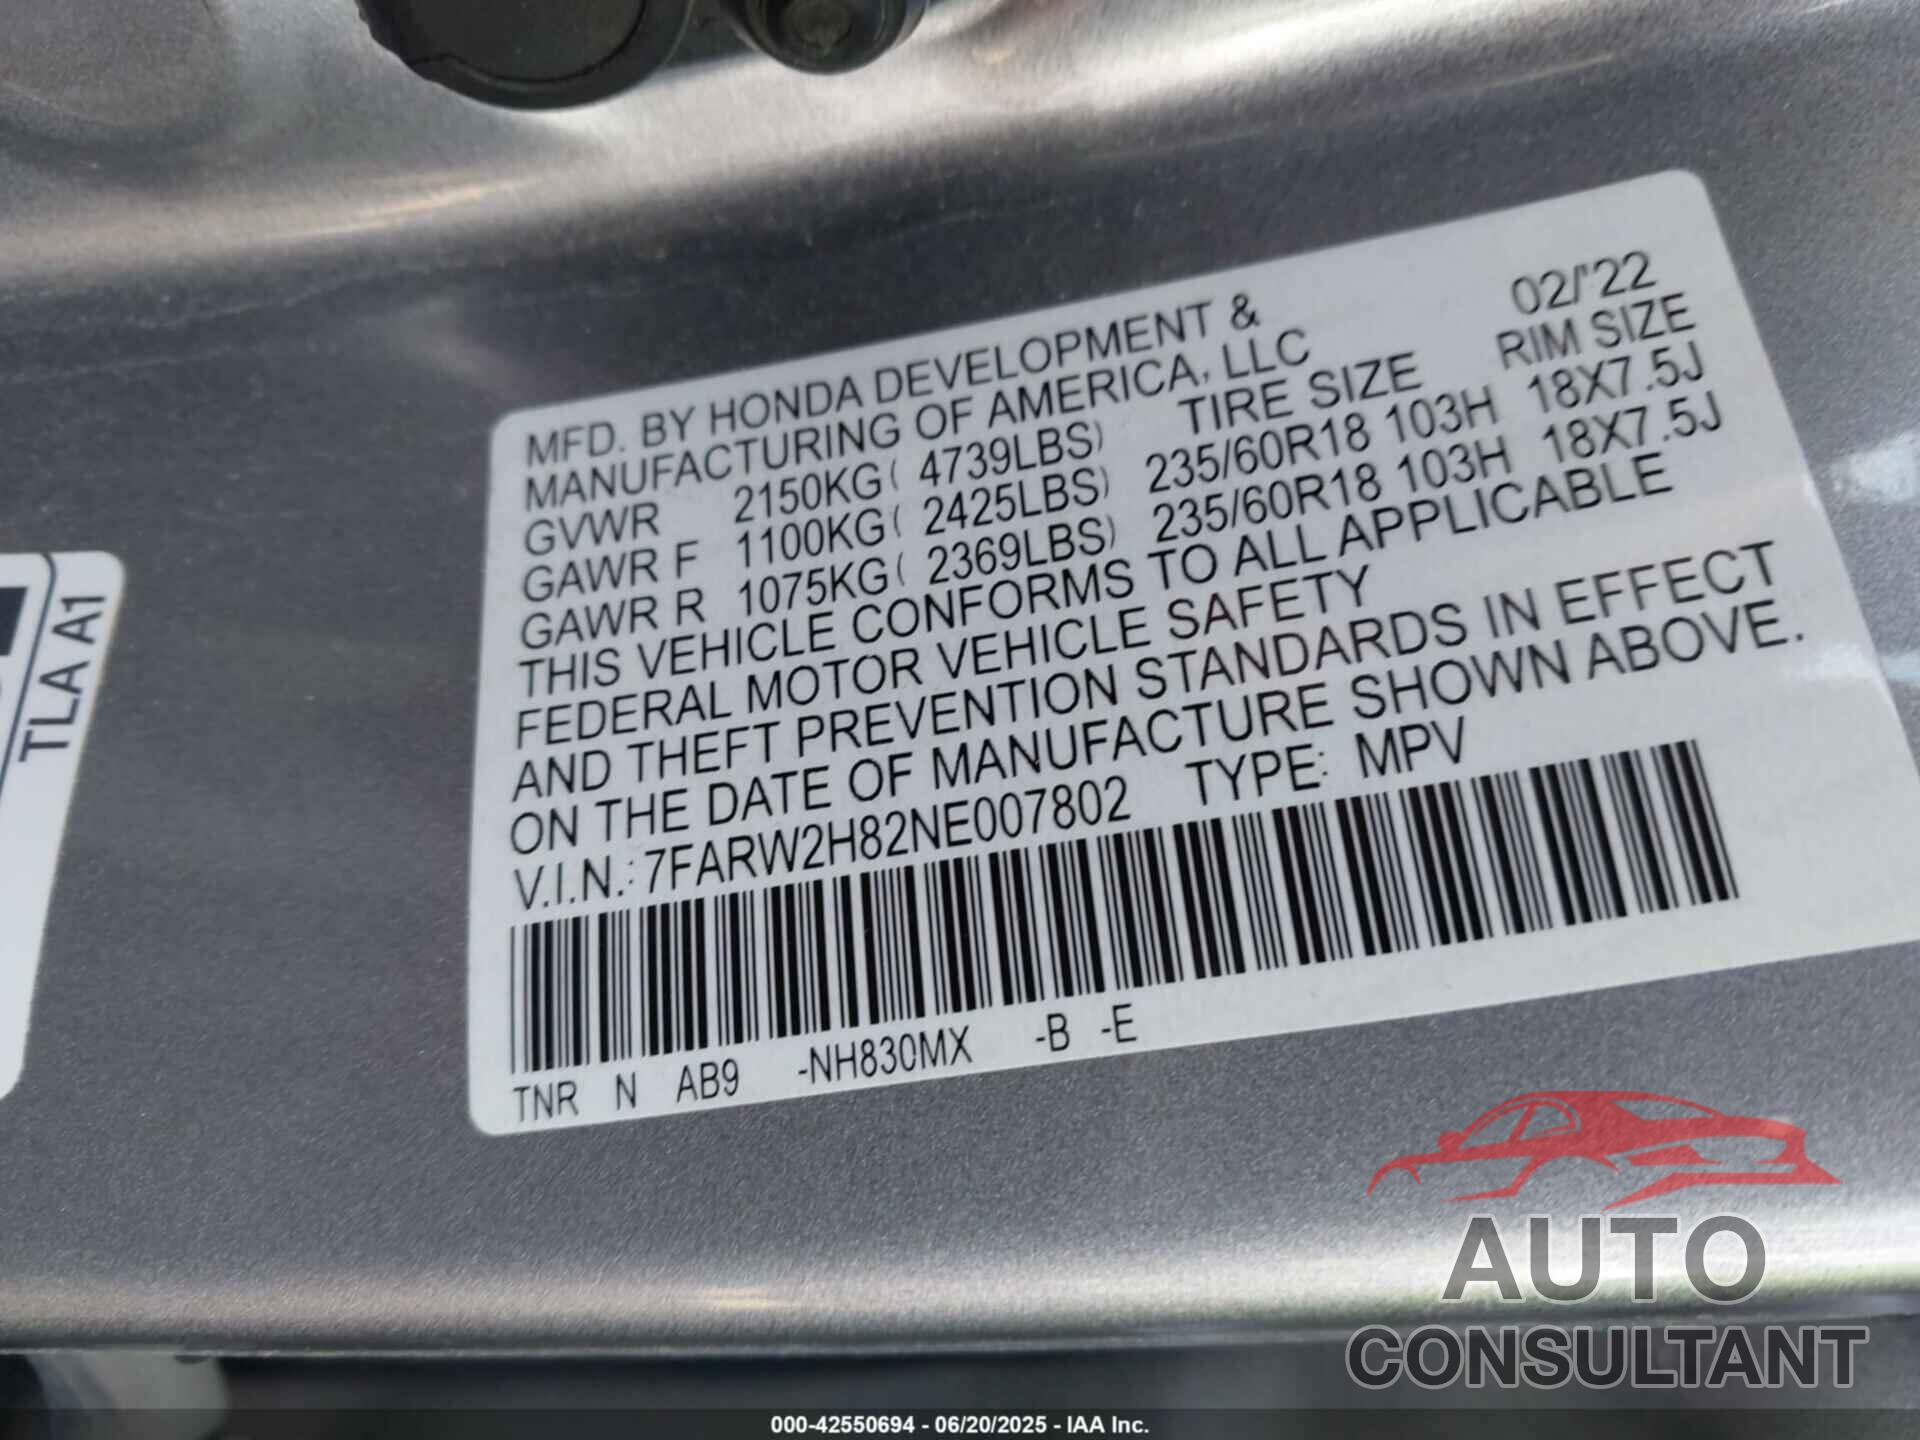 02/'22
MFD. BY HONDA DEVELOPMENT &
MANUFACTURING OF AMERICA, LLC
TIRE SIZE RIM SIZE
GVWR 2150KG( 4739LBS)
GAWR F 1100KG( 2425LBS) 235/60R18 103H 18X7.5J
GAWR R 1075KG( 2369LBS) 235/60R18 103H 18X7.5J
THIS VEHICLE CONFORMS TO ALL APPLICABLE
FEDERAL MOTOR VEHICLE SAFETY
AND THEFT PREVENTION STANDARDS IN EFFECT
ON THE DATE OF MANUFACTURE SHOWN ABOVE.
V.I.N.: 7FARW2H82NE007802 TYPE: MPV
TNR N AB9 -NH830MX -B -E
TLA A1
AUTO
CONSULTANT
000-42550694 - 06/20/2025 - IAA Inc.